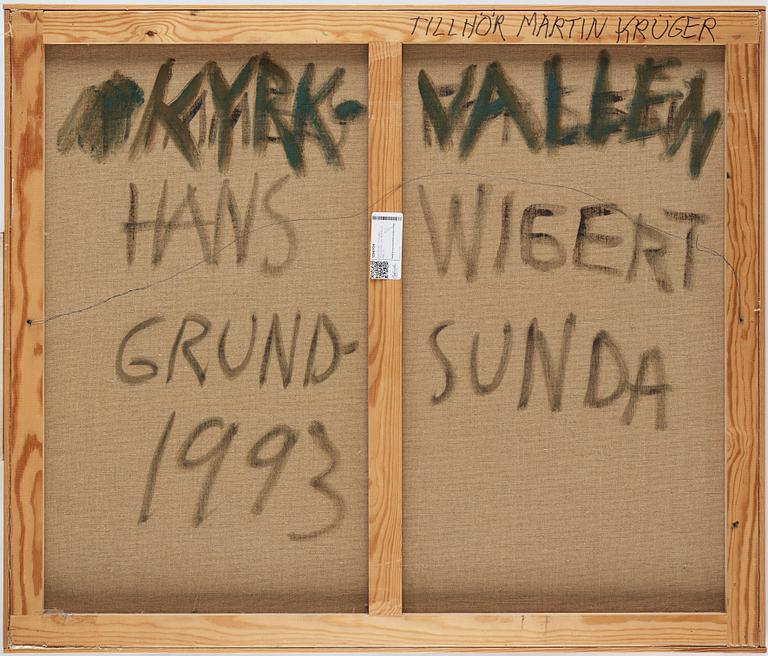 TILLHÖR MARTIN KRÜGER
KYRK-VALLEN
HANS WIGERT
GRUND-SUNDA
1993